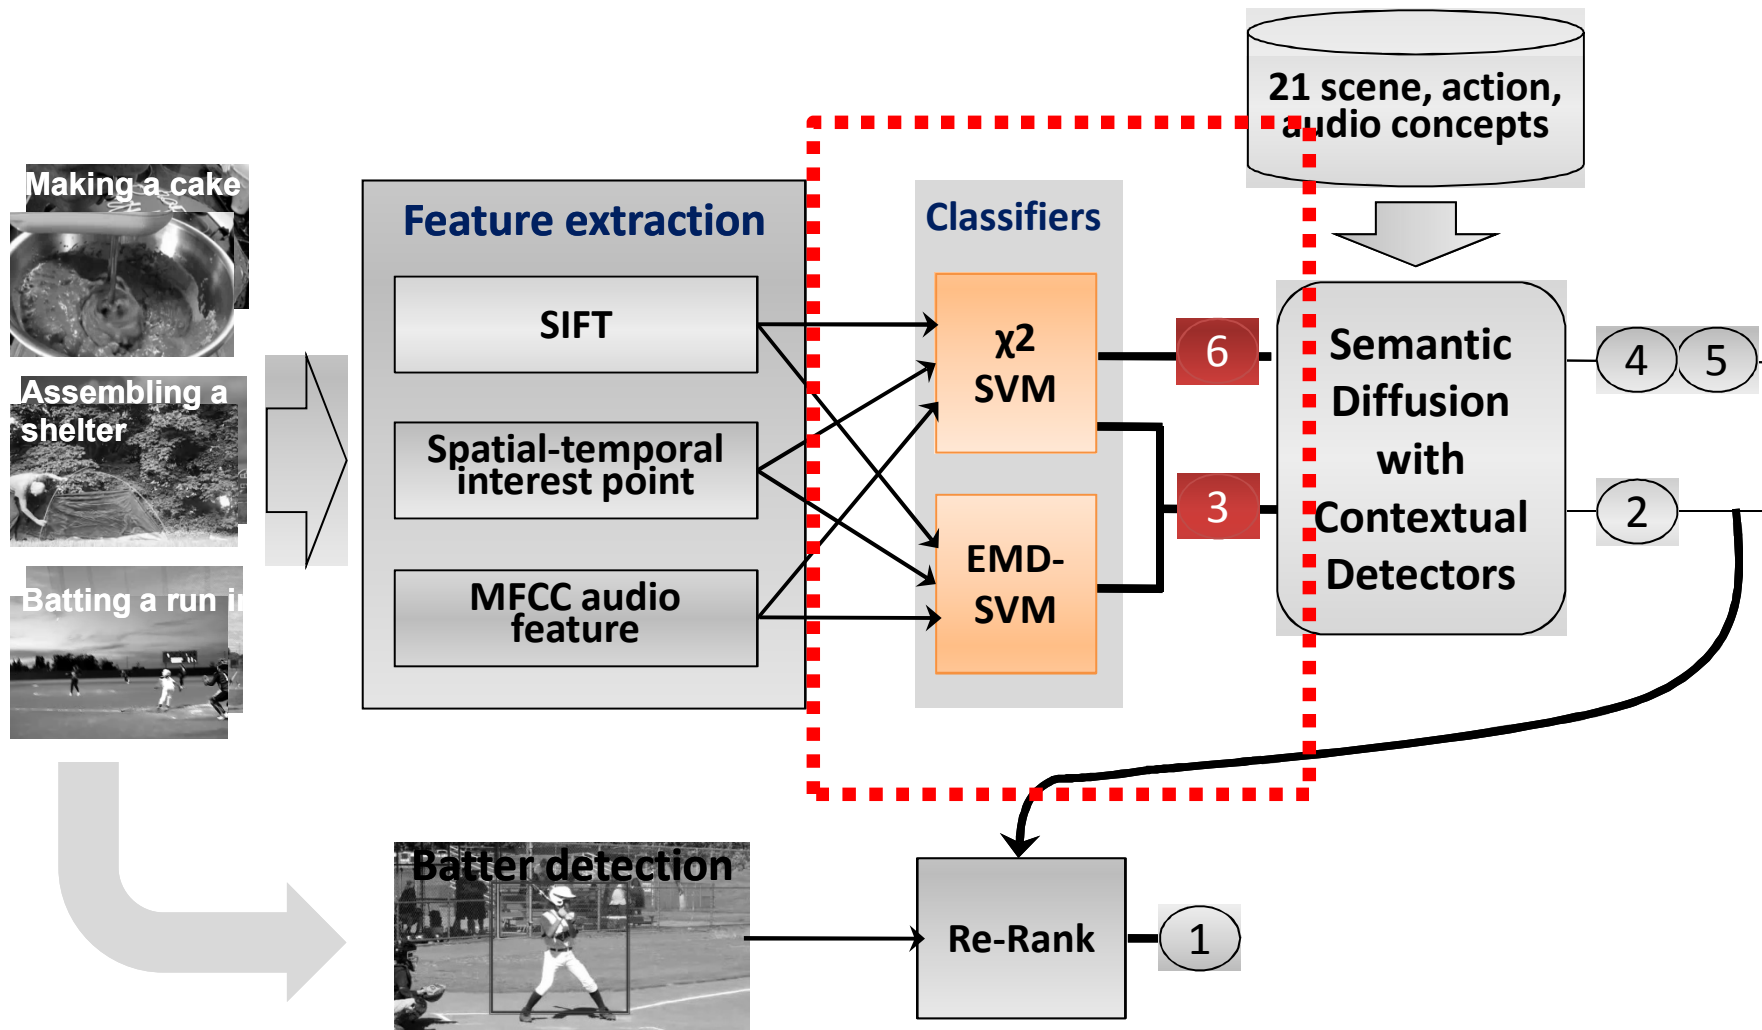 21 scene, action,
audio concepts
Making a cake
Feature extraction
Classifiers
SIFT
χ2
SVM
6
Semantic
Diffusion
with
Contextual
Detectors
4
5
Assembling a
shelter
Spatial-temporal
interest point
3
2
EMD-
SVM
Batting a run in
MFCC audio
feature
Batter detection
Re-Rank
1